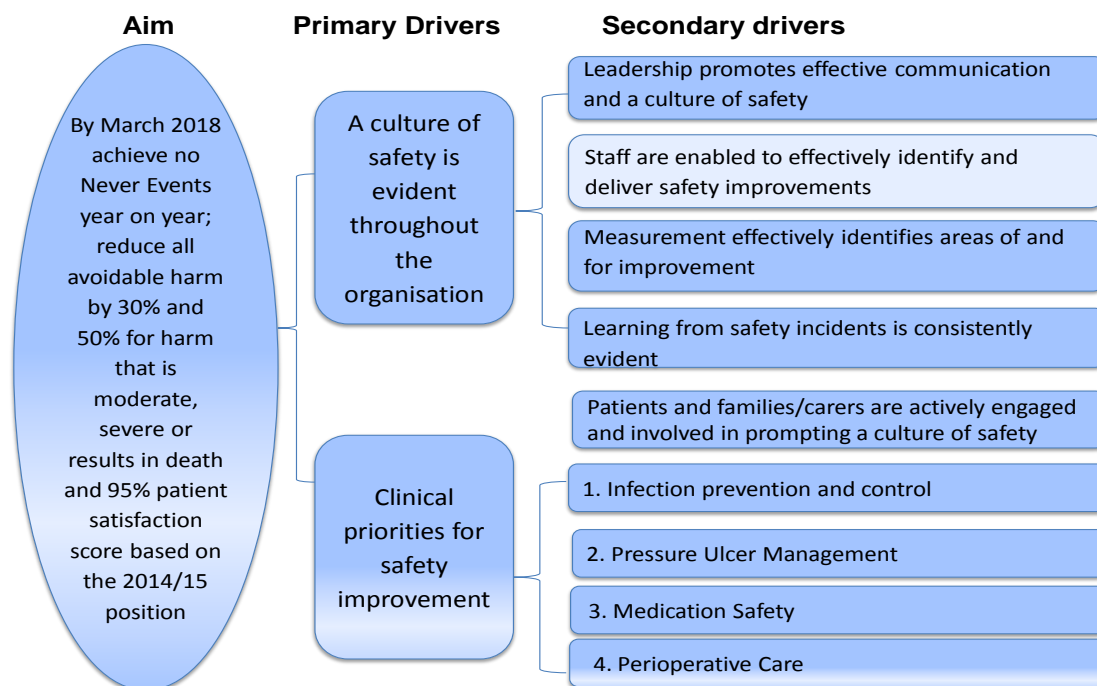 Aim
Primary Drivers
Secondary drivers
By March 2018
achieve no
Never Events
year on year;
reduce all
avoidable harm
by 30% and
50% for harm
that is
moderate,
severe or
results in death
and 95% patient
satisfaction
score based on
the 2014/15
position
A culture of
safety is
evident
throughout
the
organisation
Clinical
priorities for
safety
improvement
Leadership promotes effective communication
and a culture of safety
Staff are enabled to effectively identify and
deliver safety improvements
Measurement effectively identifies areas of and
for improvement
Learning from safety incidents is consistently
evident
Patients and families/carers are actively engaged
and involved in prompting a culture of safety
1. Infection prevention and control
2. Pressure Ulcer Management
3. Medication Safety
4. Perioperative Care